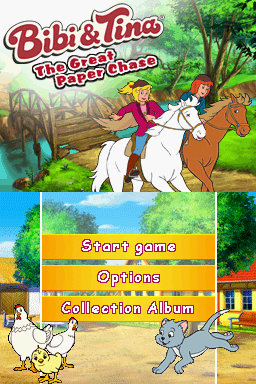 Bibi & Tina
The Great
Paper Chase
Start game
Options
Collection Album